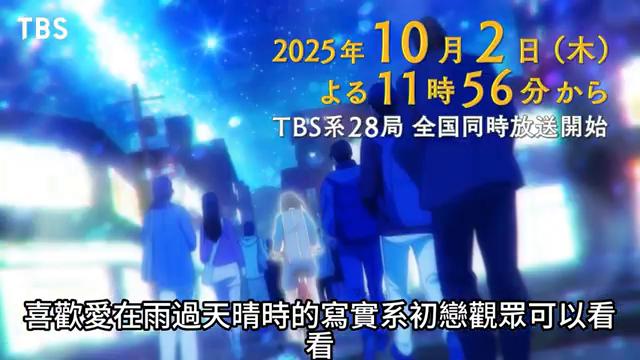 TBS
2025年10月2日（木）
よる11時56分から
TBS系28局 全国同時放送開始
喜歡愛在雨過天晴時的寫實系初戀觀眾可以看
看